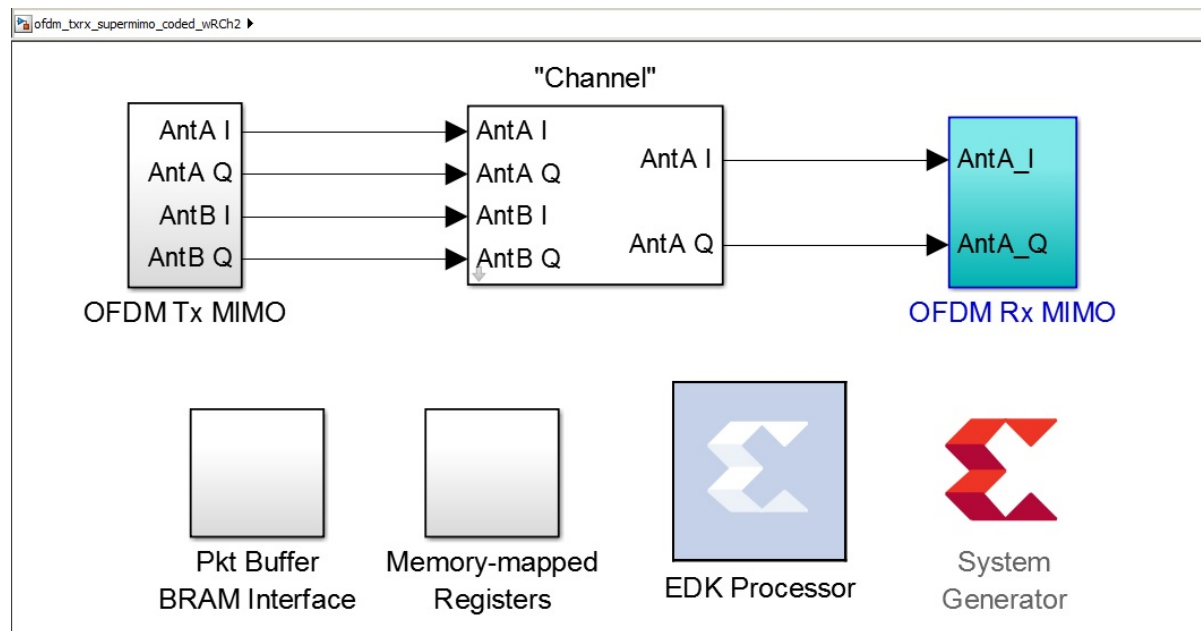 ofdm_txrx_supermimo_coded_wRCh2
"Channel"
AntA I
AntA Q
AntB I
AntB Q
OFDM Tx MIMO
AntA I
AntA Q
AntB I
AntB Q
AntA I
AntA Q
AntA_I
AntA_Q
OFDM Rx MIMO
Pkt Buffer
BRAM Interface
Memory-mapped
Registers
EDK Processor
System
Generator